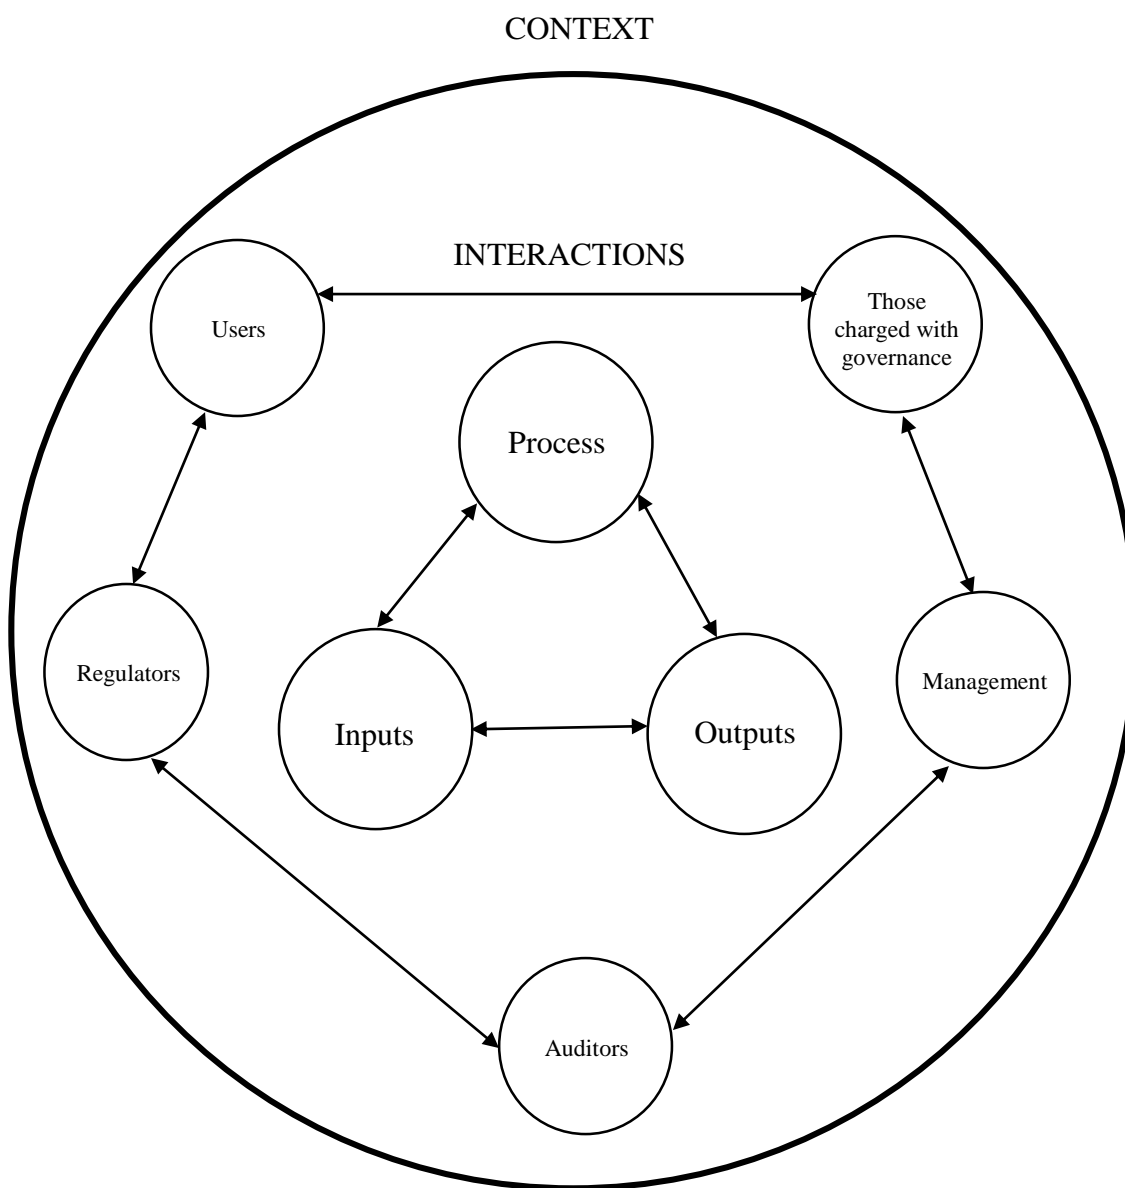 CONTEXT
INTERACTIONS
Users
Those
charged with
governance
Process
Regulators
Management
Inputs
Outputs
Auditors